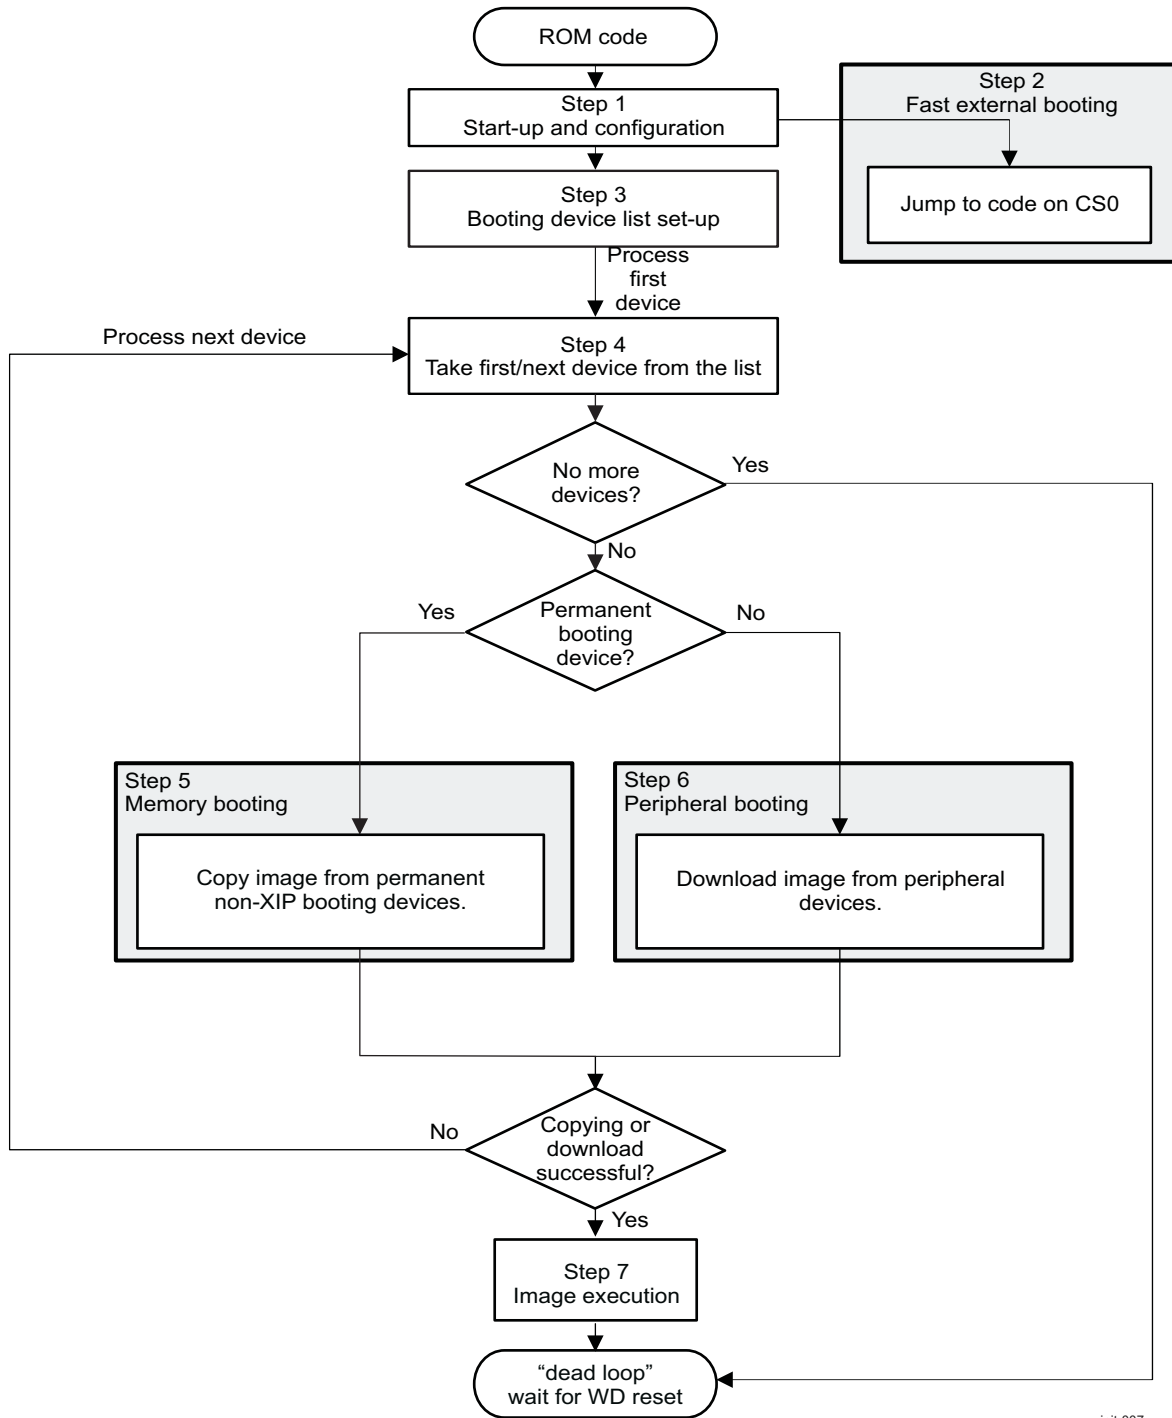 ROM code
Step 1
Start-up and configuration
Step 2
Fast external booting
Jump to code on CS0
Step 3
Booting device list set-up
Process
first
device
Process next device
Step 4
Take first/next device from the list
No more
devices?
Yes
No
Permanent
booting
device?
Yes
No
Step 5
Memory booting
Copy image from permanent
non-XIP booting devices.
Step 6
Peripheral booting
Download image from peripheral
devices.
Copying or
download
successful?
No
Yes
Step 7
Image execution
“dead loop”
wait for WD reset